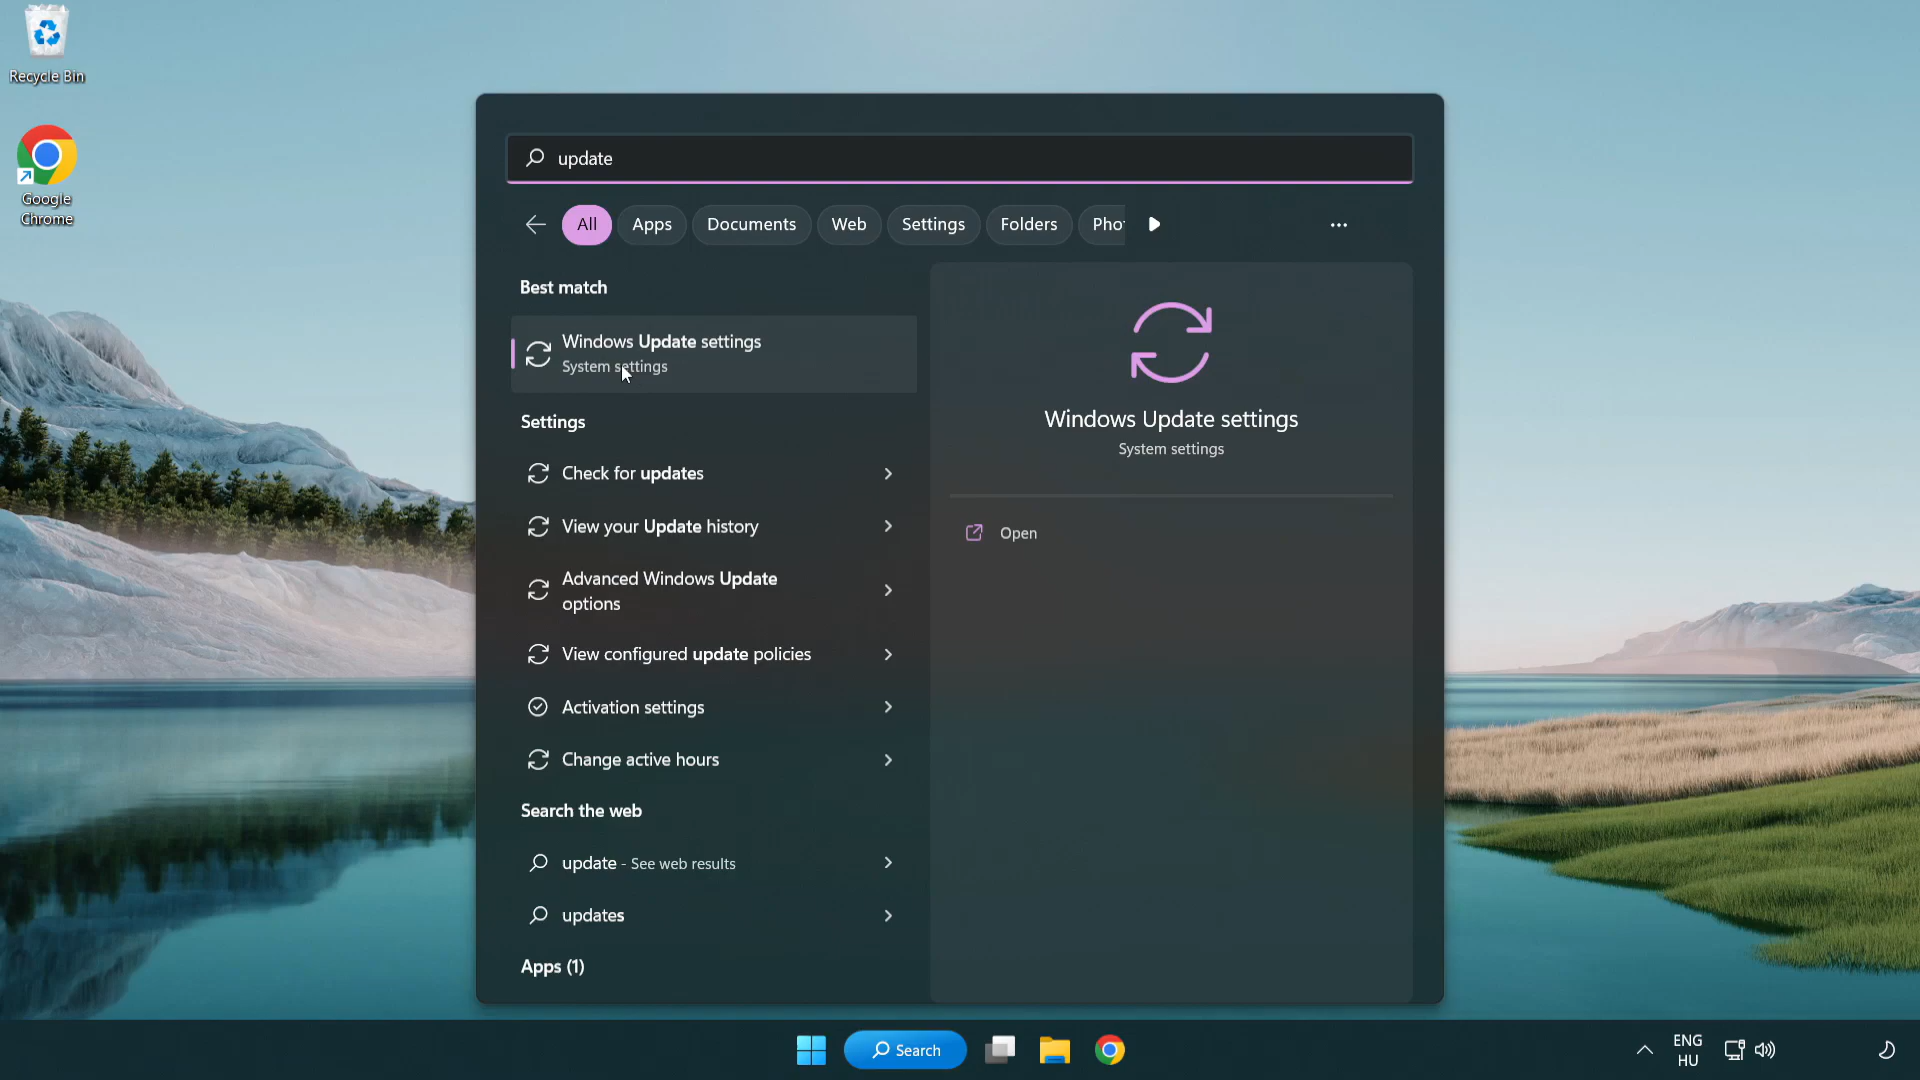 Recycle Bin
Google
Chrome
update
All
Apps
Documents
Web
Settings
Folders
Pho
Best match
Windows Update settings
System settings
Settings
Check for updates
View your Update history
Advanced Windows Update
options
View configured update policies
Activation settings
Change active hours
Search the web
update - See web results
updates
Apps (1)
Windows Update settings
System settings
Open
Search
ENG
HU